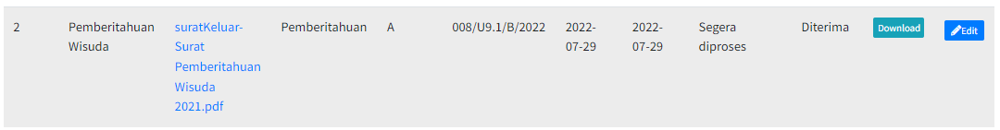 2 Pemberitahuan suratKeluar- Pemberitahuan A 008/U9.1/B/2022 2022- 2022- Segera Diterima Download Edit
Wisuda Surat 07-29 07-29 diproses
Pemberitahuan
Wisuda
2021.pdf